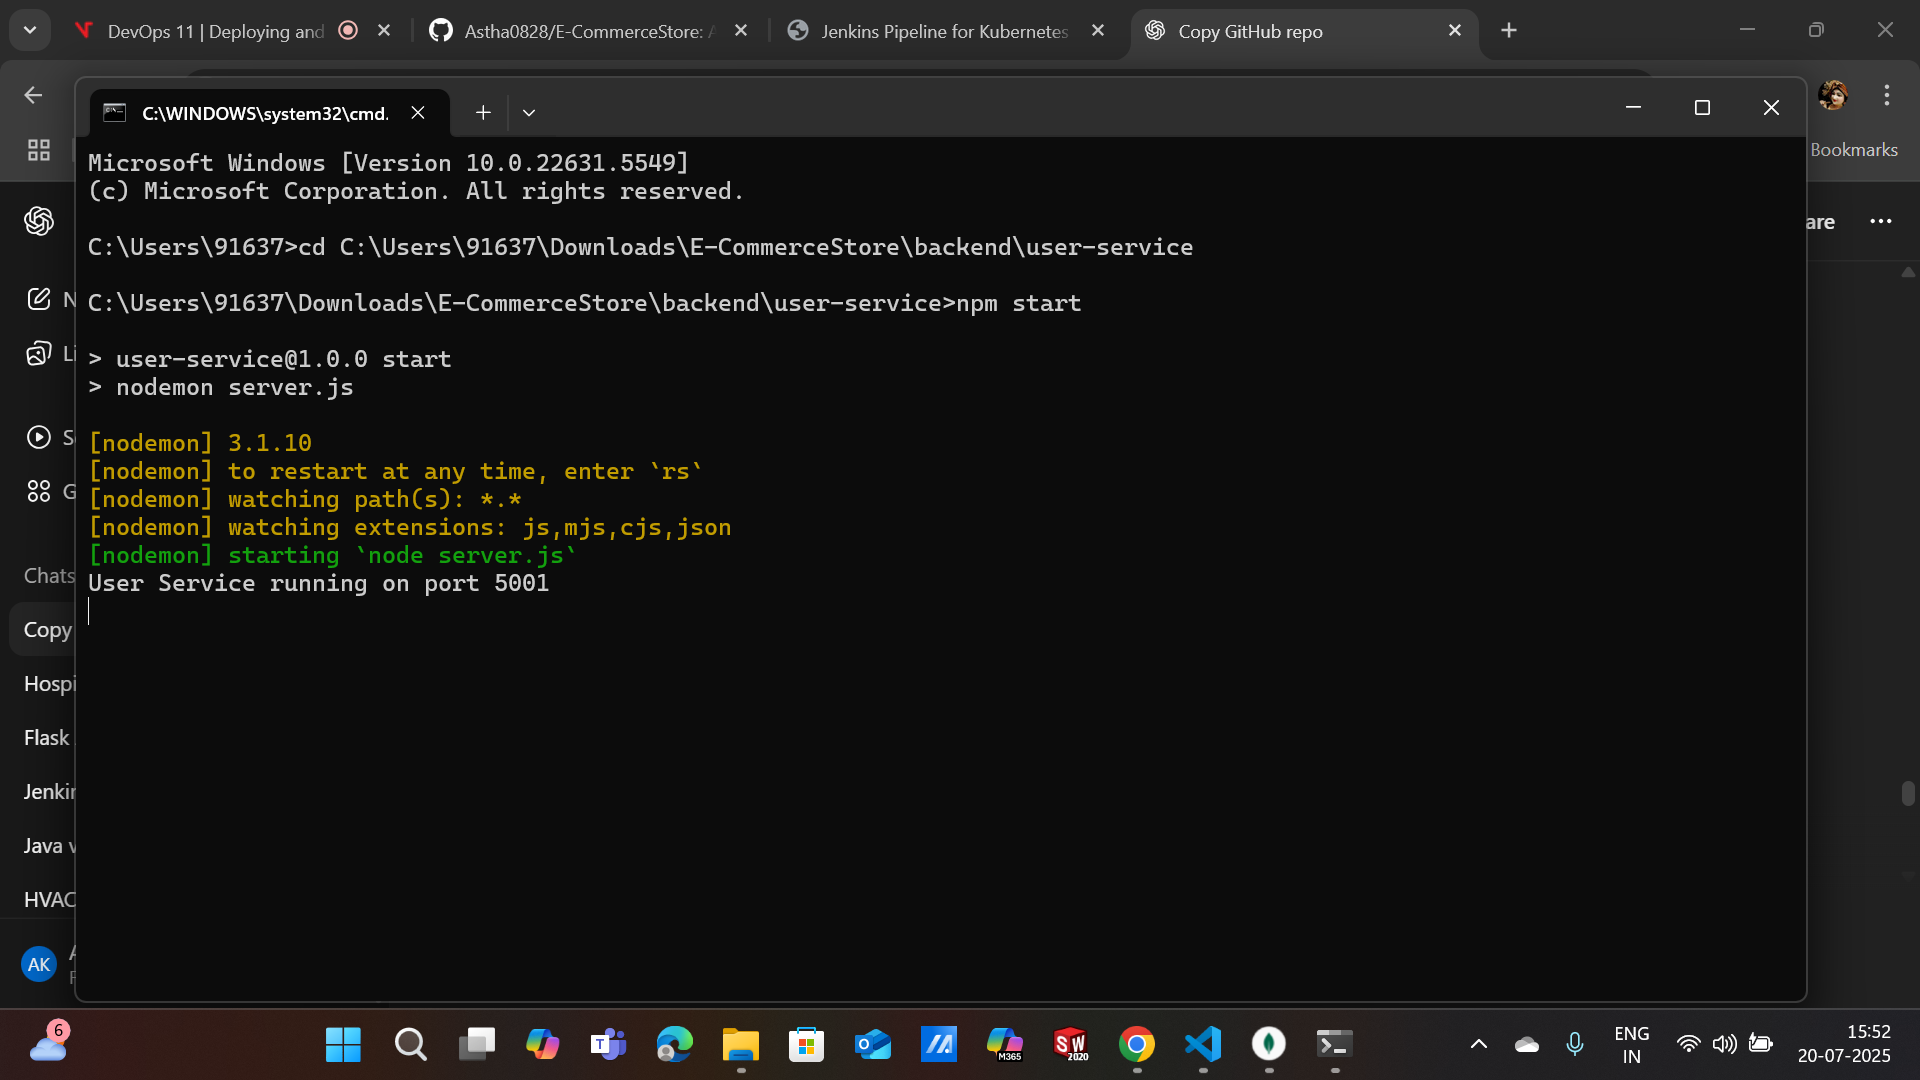 DevOps 11 | Deploying and
Astha0828/E-CommerceStore:
Jenkins Pipeline for Kubernetes
Copy GitHub repo
C:\WINDOWS\system32\cmd.
Bookmarks
Microsoft Windows [Version 10.0.22631.5549]
(c) Microsoft Corporation. All rights reserved.
are
C:\Users\91637>cd C:\Users\91637\Downloads\E-CommerceStore\backend\user-service
N
C:\Users\91637\Downloads\E-CommerceStore\backend\user-service>npm start
Li
> user-service@1.0.0 start
> nodemon server.js
[nodemon] 3.1.10
[nodemon] to restart at any time, enter `rs`
[nodemon] watching path(s): *.*
G
[nodemon] watching extensions: js,mjs,cjs,json
[nodemon] starting `node server.js`
Chats
User Service running on port 5001
Copy
Hospi
Flask
Jenkin
Java v
HVAC
AK
6
T
O
M365
SW
2020
ENG
IN
15:52
20-07-2025